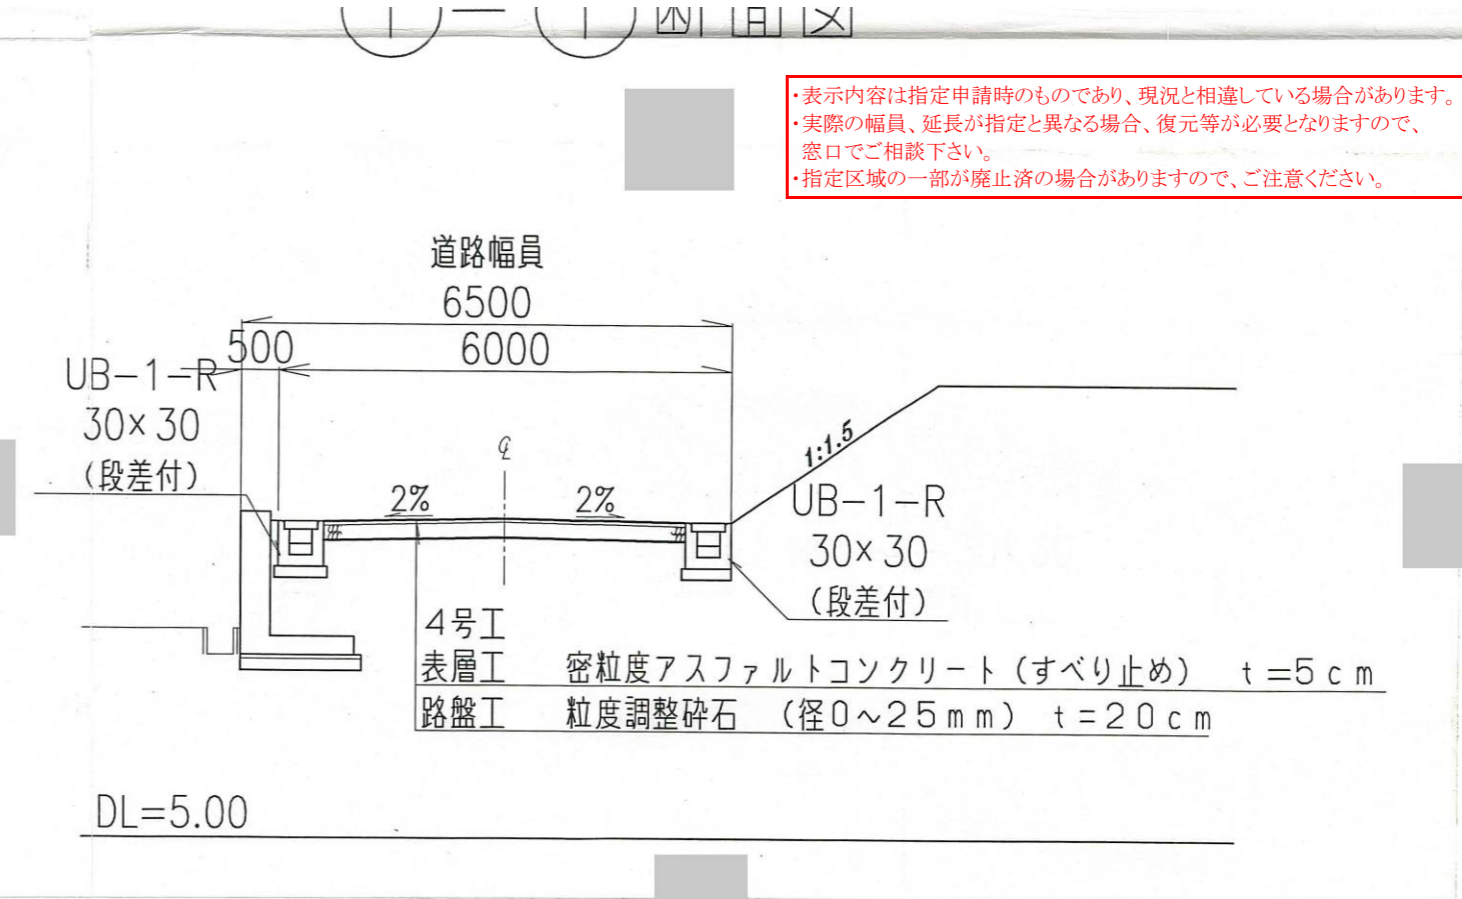 断面図
・表示内容は指定申請時のものであり、現況と相違している場合があります。
・実際の幅員、延長が指定と異なる場合、復元等が必要となりますので、
窓口でご相談下さい。
・指定区域の一部が廃止済の場合がありますので、ご注意ください。
道路幅員
6500
500
6000
UB-1-R
30×30
(段差付)
1:1.5
2%
2%
UB-1-R
30×30
(段差付)
4号工
表層工 密粒度アスファルトコンクリート(すべり止め) t=5cm
路盤工 粒度調整砕石 (径0~25mm) t=20cm
DL=5.00